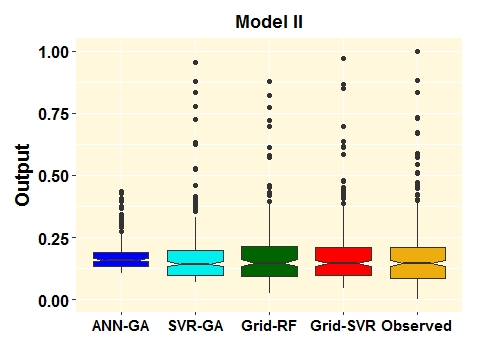 Model II
Output
1.00
0.75
0.50
0.25
0.00
ANN-GA SVR-GA Grid-RF Grid-SVR Observed